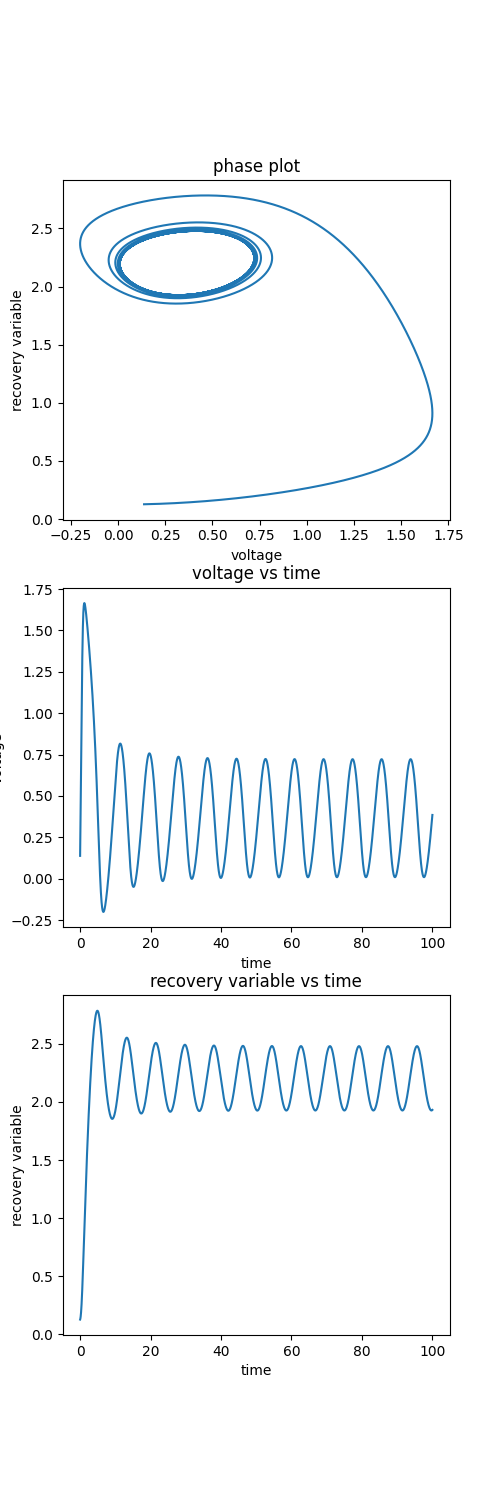 phase plot
2.5
2.0
1.5
1.0
0.5
0.0
recovery variable
−0.25 0.00 0.25 0.50 0.75 1.00 1.25 1.50 1.75
voltage
voltage vs time
1.75
1.50
1.25
1.00
0.75
0.50
0.25
0.00
−0.25
0 20 40 60 80 100
time
recovery variable vs time
2.5
2.0
1.5
1.0
0.5
0.0
recovery variable
0 20 40 60 80 100
time